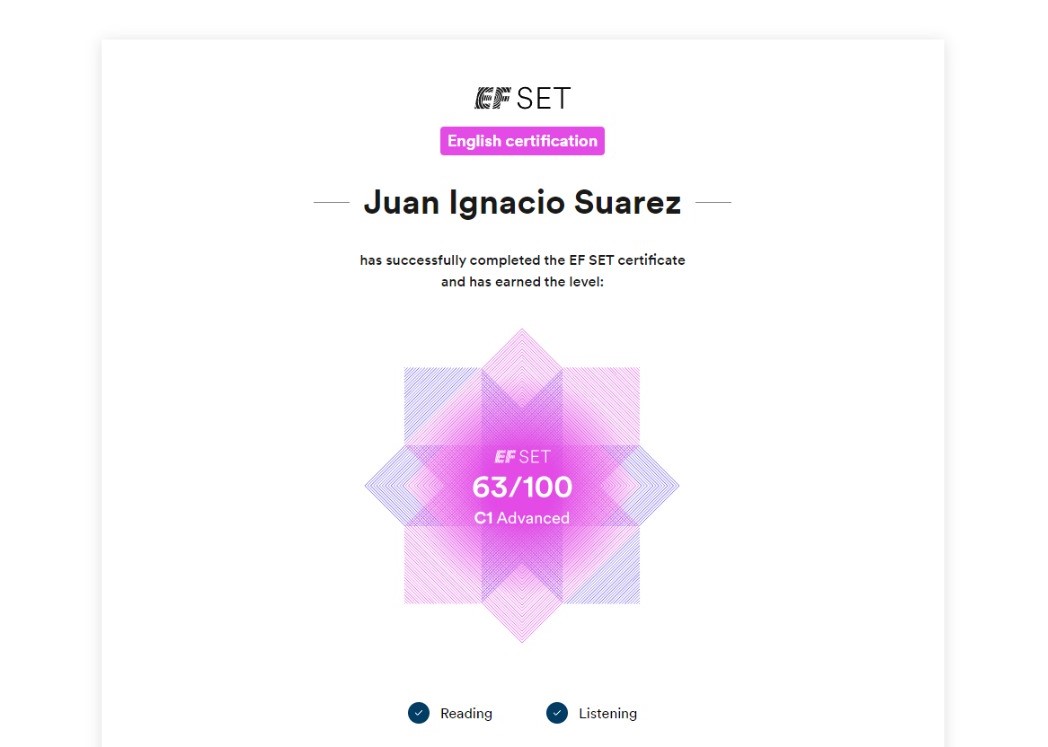 EF SET
English certification
Juan Ignacio Suarez
has successfully completed the EF SET certificate
and has earned the level:
EF SET
63/100
C1 Advanced
Reading
Listening